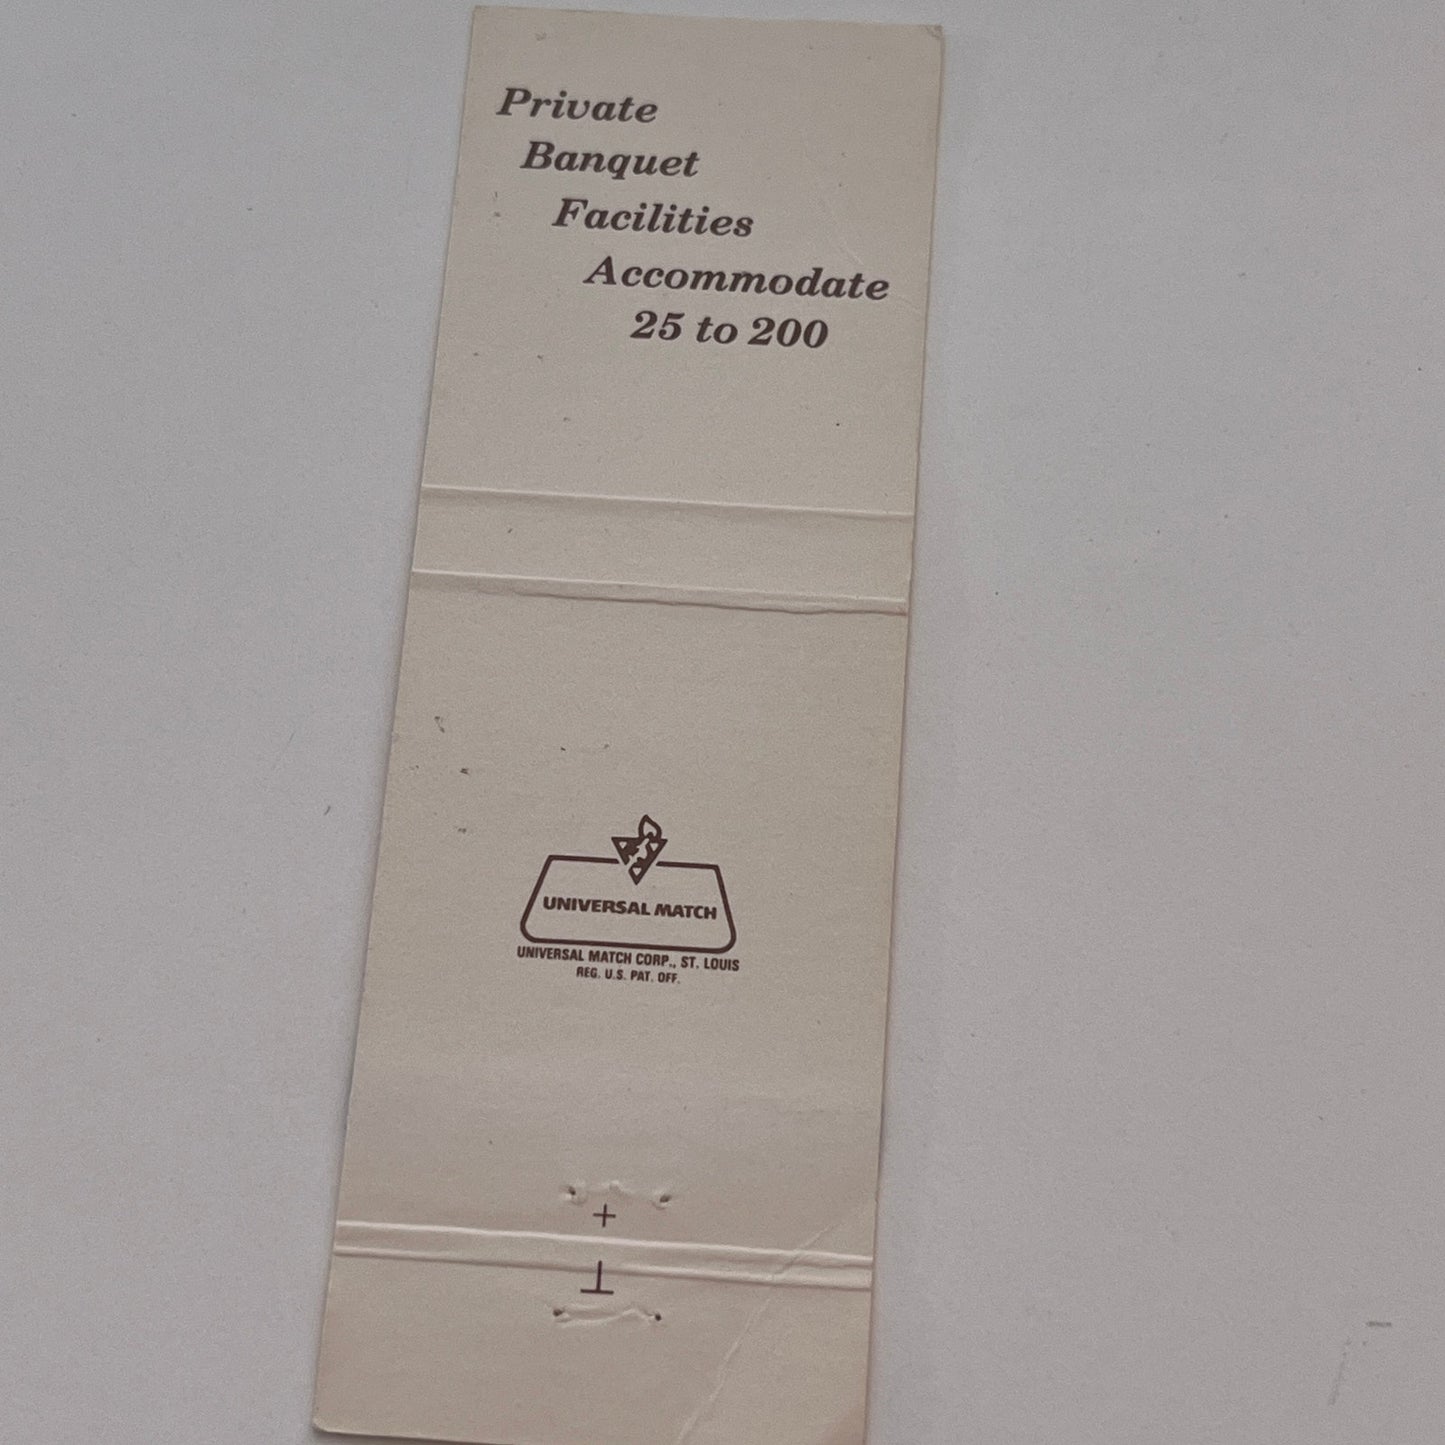 Private
Banquet
Facilities
Accommodate
25 to 200
UNIVERSAL MATCH
UNIVERSAL MATCH CORP., ST. LOUIS
REG. U.S. PAT. OFF.